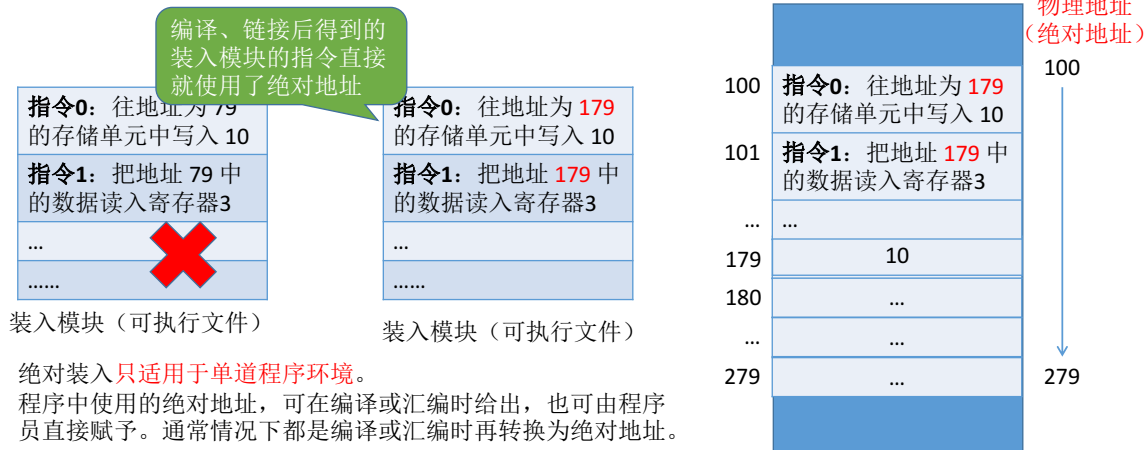 编译、链接后得到的
装入模块的指令直接
就使用了绝对地址
指令0：往地址为 79
的存储单元中写入 10
指令1：把地址 79 中
的数据读入寄存器3
…
……
装入模块（可执行文件）
指令0：往地址为 179
的存储单元中写入 10
指令1：把地址 179 中
的数据读入寄存器3
…
……
装入模块（可执行文件）
绝对装入只适用于单道程序环境。
程序中使用的绝对地址，可在编译或汇编时给出，也可由程序
员直接赋予。通常情况下都是编译或汇编时再转换为绝对地址。
物理地址
（绝对地址）
100
指令0：往地址为 179
的存储单元中写入 10
101
指令1：把地址 179 中
的数据读入寄存器3
…
…
179
10
180
…
…
…
279
…
100
279